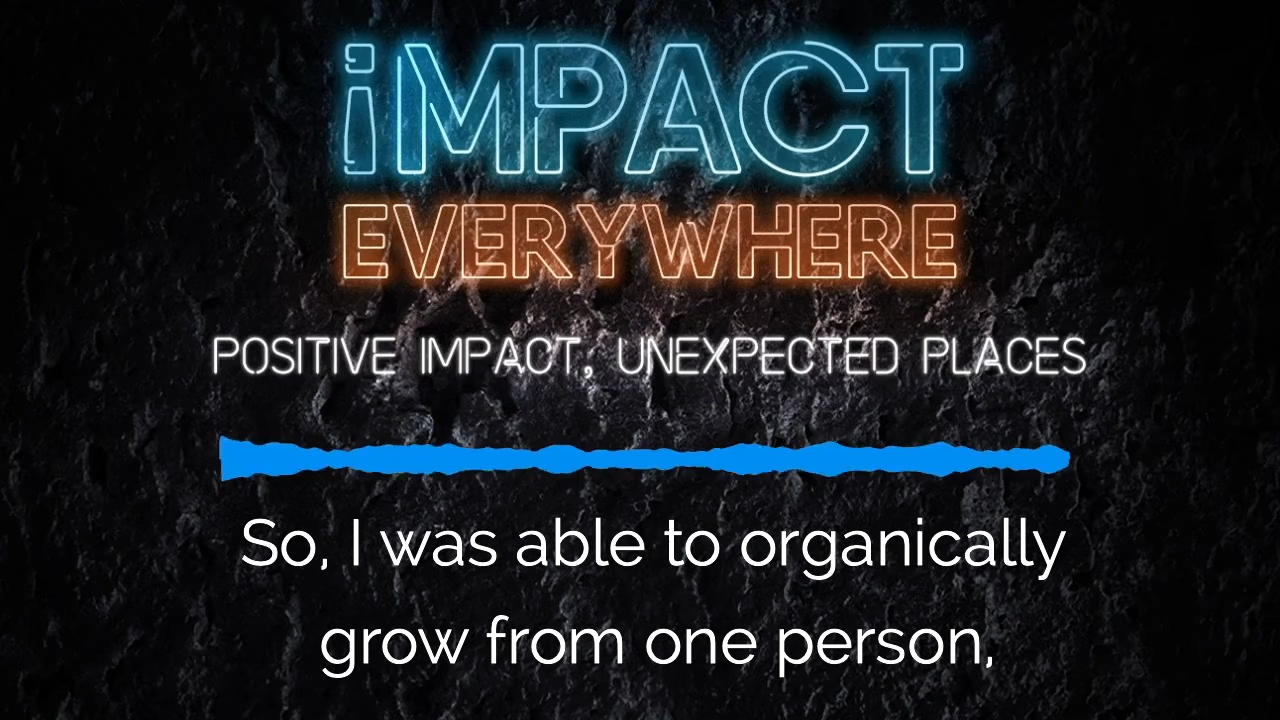 iMPACT
EVERYWHERE
POSITIVE IMPACT, UNEXPECTED PLACES
So, I was able to organically
grow from one person,